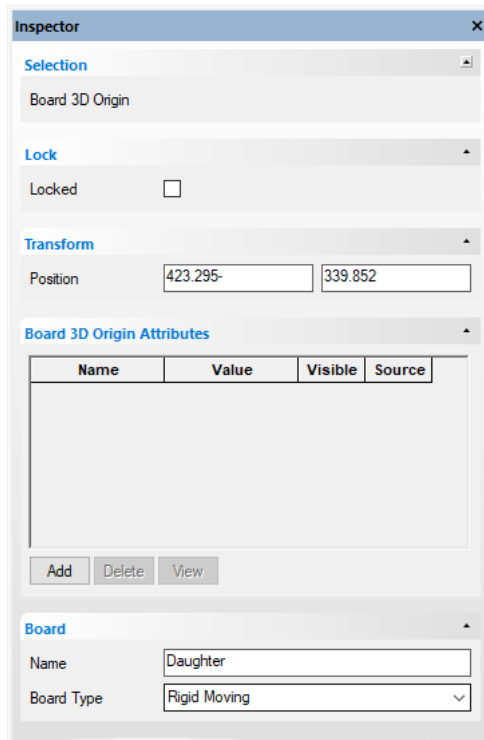 Inspector
Selection
Board 3D Origin
Lock
Locked
Transform
Position 423.295- 339.852
Board 3D Origin Attributes
Name Value Visible Source
Add Delete View
Board
Name Daughter
Board Type Rigid Moving